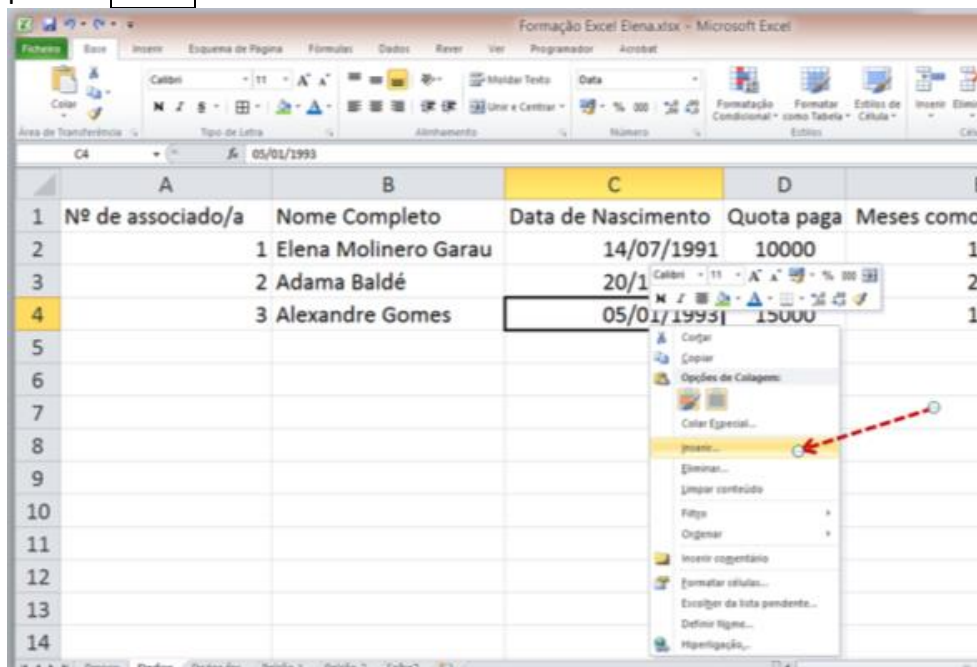 Formação Excel Elena.xlsx - Microsoft Excel
Ficheiro Base Inserir Esquema de Página Fórmulas Dados Rever Ver Programador Acrobat
Colar
Calibri 11
N I S
Moldar Texto
Unir e Centrar
Data
% 000
Formatação Condicional
Formatar como Tabela
Estilos de Célula
Inserir
Área de Transferência Tipo de Letra Alinhamento Número Estilos
C4 fx 05/01/1993
A B C D
1 Nº de associado/a Nome Completo Data de Nascimento Quota paga Meses como
2 1 Elena Molinero Garau 14/07/1991 10000 1
3 2 Adama Baldé 20/1 2
4 3 Alexandre Gomes 05/01/1993 15000 1
5
6
7
8
9
10
11
12
13
14
Calibri 11 A A % 000
N I
Cortar
Copiar
Opções de Colagem:
Colar Especial...
Inserir...
Eliminar...
Limpar conteúdo
Filtro
Ordenar
Inserir comentário
Formatar células...
Escolher da lista pendente...
Definir Nome...
Hiperligação...